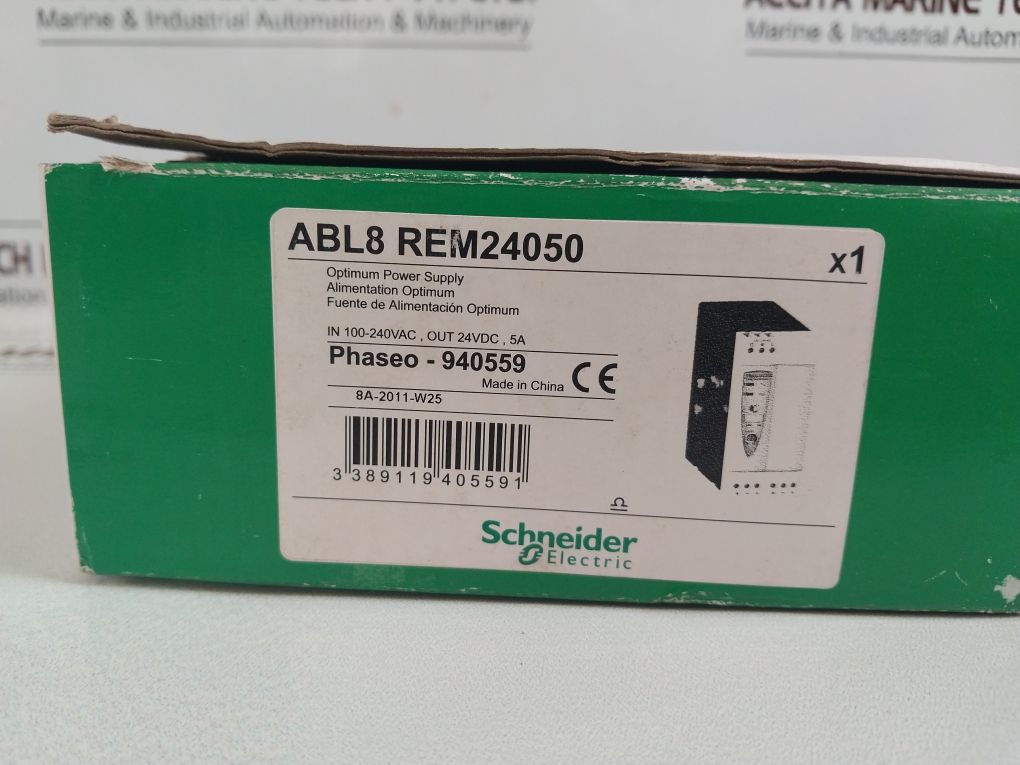 Marine & Industrial Automation & Machinery
Marine & Industrial Autom
ABL8 REM24050
x1
Optimum Power Supply
Alimentation Optimum
Fuente de Alimentación Optimum
IN 100-240VAC , OUT 24VDC , 5A
Phaseo - 940559
Made in China CE
8A-2011-W25
3 389119 405591
Schneider
Electric